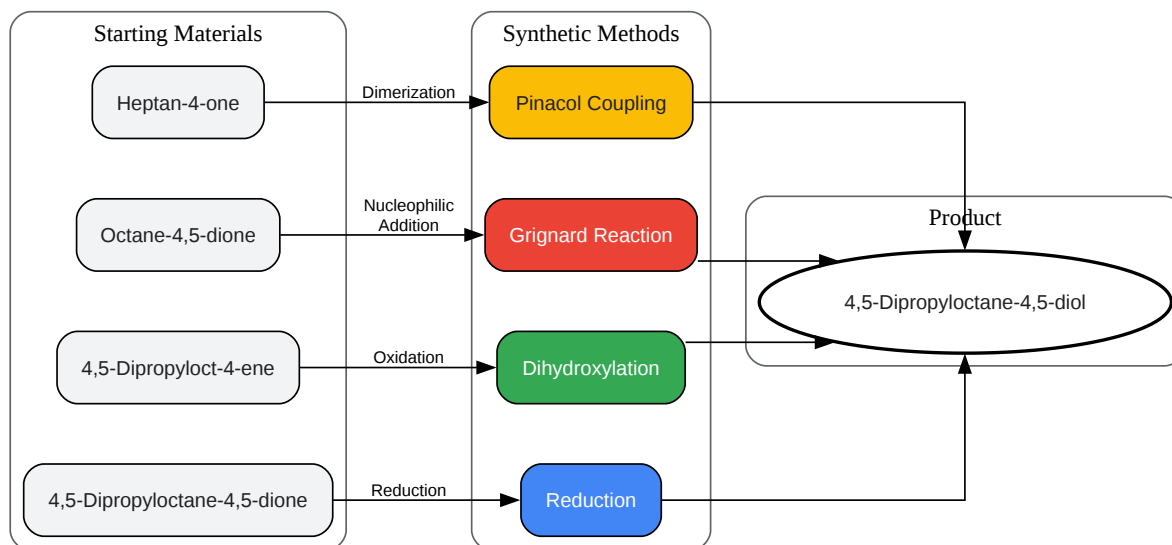 Starting Materials
Synthetic Methods
Heptan-4-one
Dimerization
Pinacol Coupling
Octane-4,5-dione
Nucleophilic
Addition
Grignard Reaction
Product
4,5-Dipropyloctane-4,5-diol
4,5-Dipropyloct-4-ene
Oxidation
Dihydroxylation
4,5-Dipropyloctane-4,5-dione
Reduction
Reduction